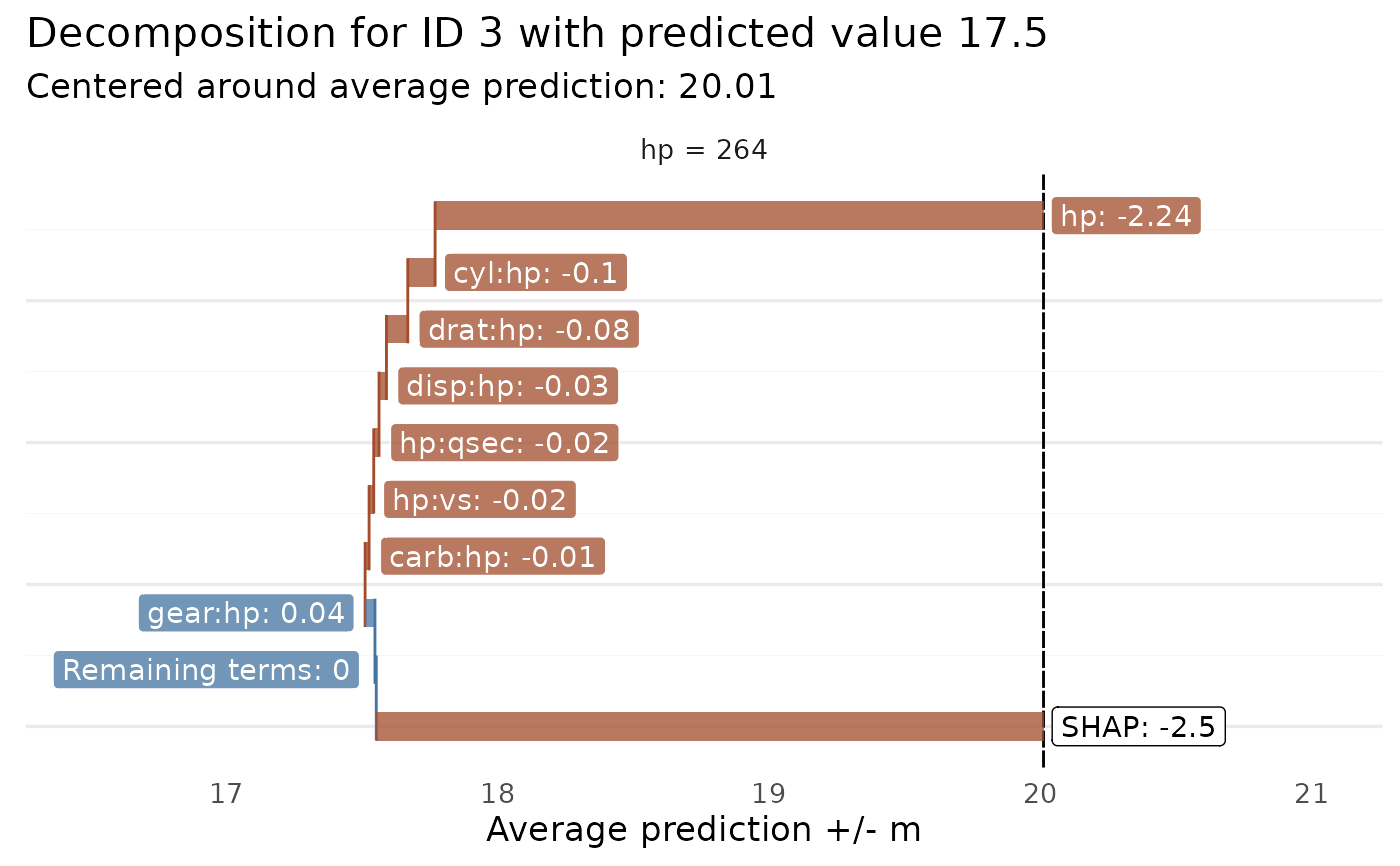 Decomposition for ID 3 with predicted value 17.5
Centered around average prediction: 20.01
hp = 264
hp: -2.24
cyl:hp: -0.1
drat:hp: -0.08
disp:hp: -0.03
hp:qsec: -0.02
hp:vs: -0.02
carb:hp: -0.01
gear:hp: 0.04
Remaining terms: 0
SHAP: -2.5
17 18 19 20 21
Average prediction +/- m